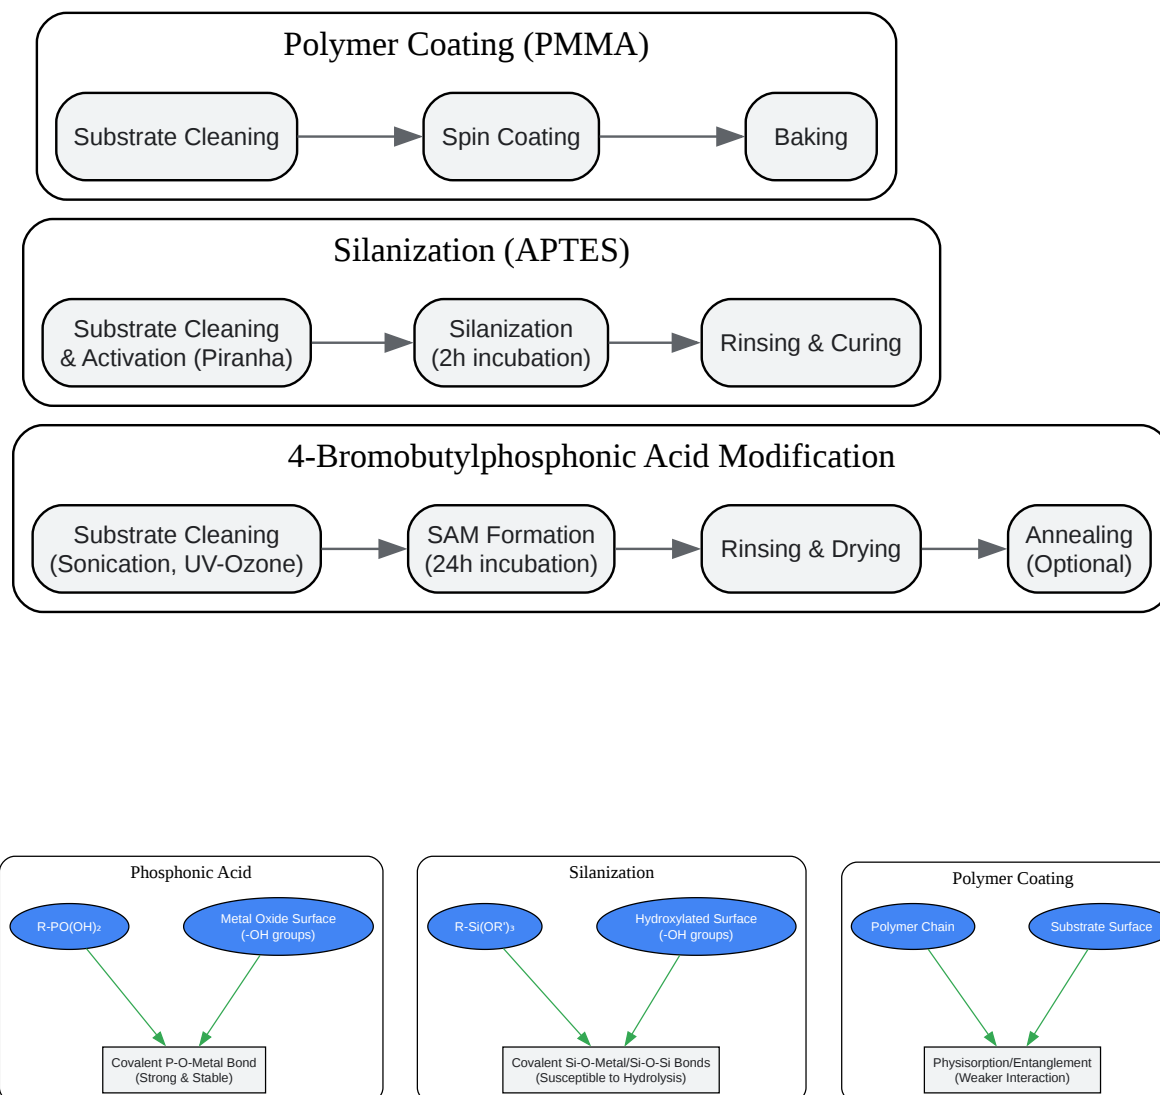 Polymer Coating (PMMA)
Substrate Cleaning
Spin Coating
Baking
Silanization (APTES)
Substrate Cleaning
& Activation (Piranha)
Silanization
(2h incubation)
Rinsing & Curing
4-Bromobutylphosphonic Acid Modification
Substrate Cleaning
(Sonication, UV-Ozone)
SAM Formation
(24h incubation)
Rinsing & Drying
Annealing
(Optional)
Phosphonic Acid
R-PO(OH)₂
Metal Oxide Surface
(-OH groups)
Covalent P-O-Metal Bond
(Strong & Stable)
Silanization
R-Si(OR')₃
Hydroxylated Surface
(-OH groups)
Covalent Si-O-Metal/Si-O-Si Bonds
(Susceptible to Hydrolysis)
Polymer Coating
Polymer Chain
Substrate Surface
Physisorption/Entanglement
(Weaker Interaction)